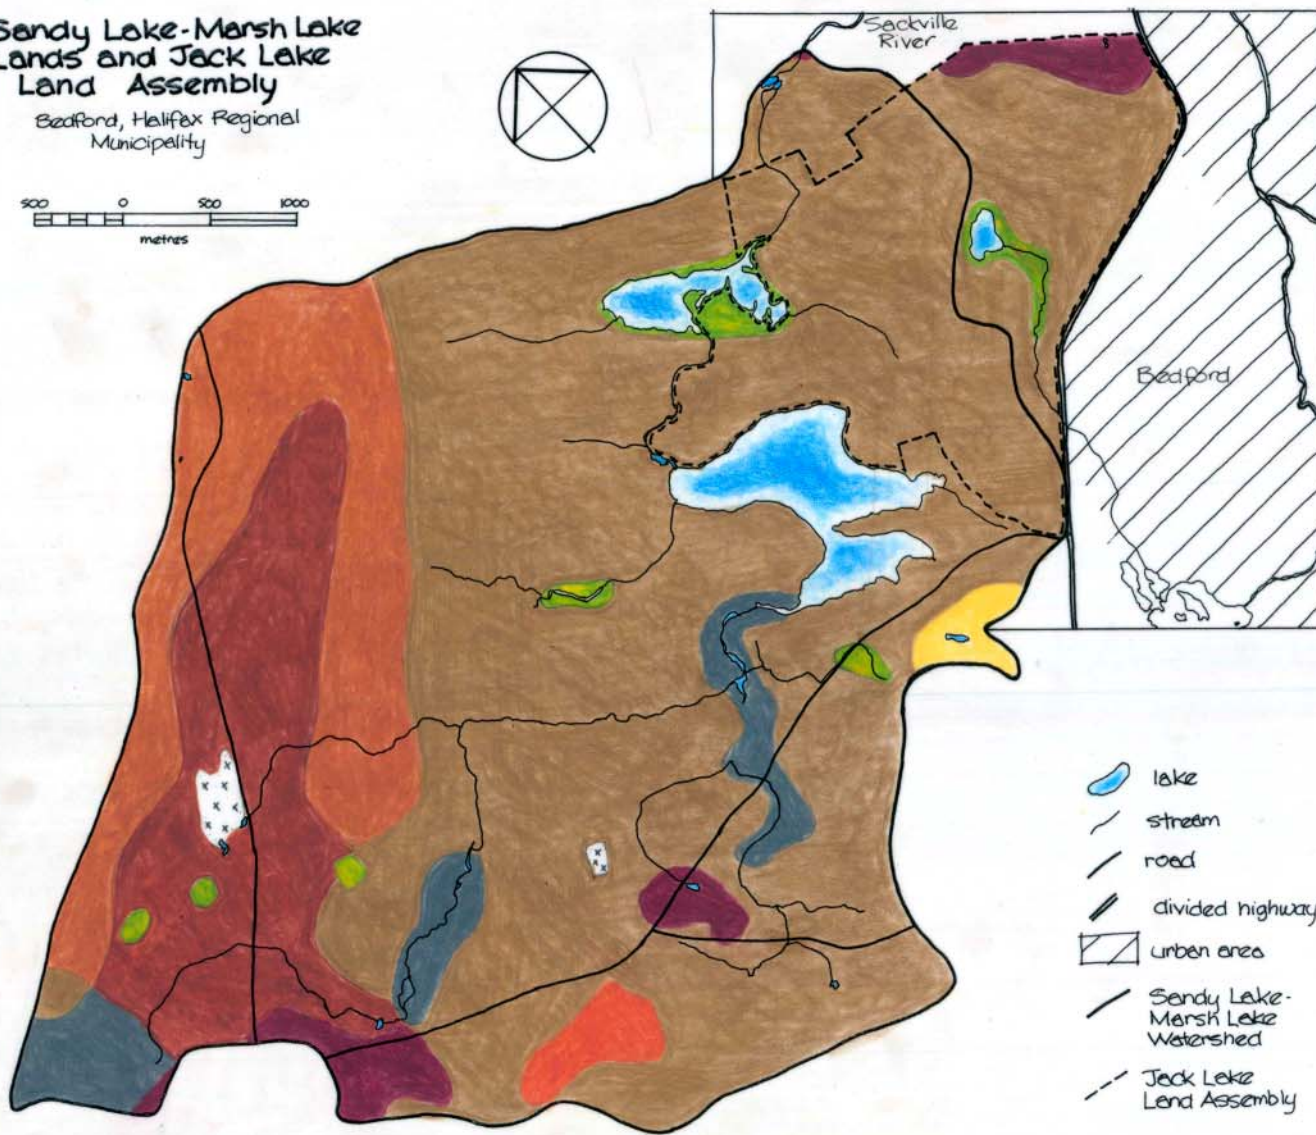 Sandy Lake-Marsh Lake
Lands and Jack Lake
Land Assembly
Bedford, Halifax Regional
Municipality
500 0 500 1000
metres
Sackville
River
Bedford
lake
stream
road
divided highway
urban area
Sandy Lake-
Marsh Lake
Watershed
Jack Lake
Land Assembly